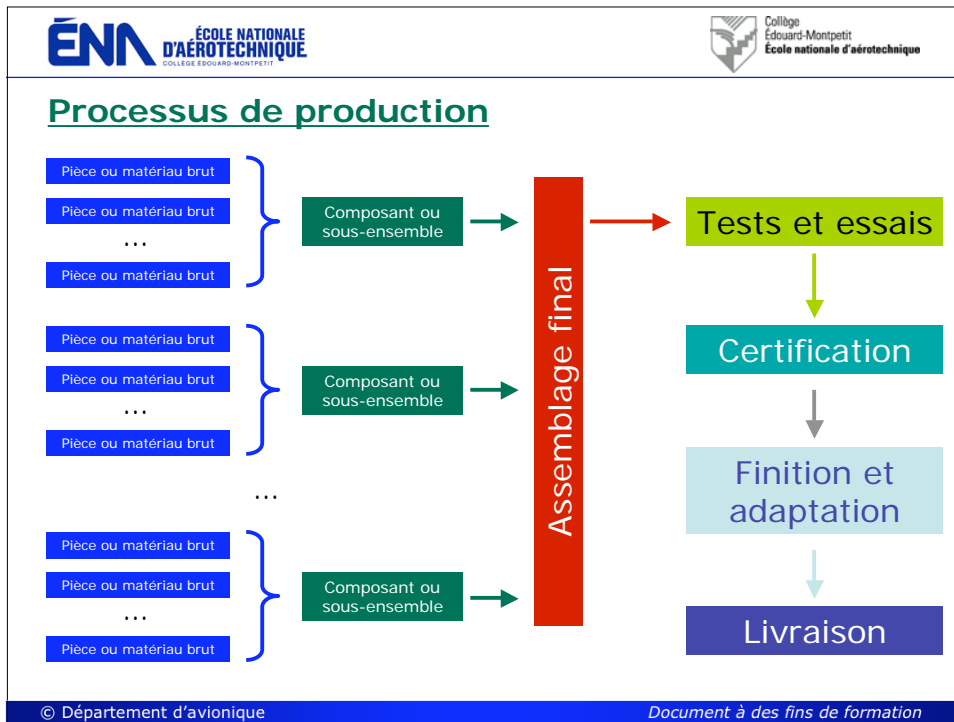 ÉNA
ÉCOLE NATIONALE
D'AÉROTECHNIQUE
COLLÈGE ÉDOUARD-MONTPETIT
Collège
Édouard-Montpetit
École nationale d'aérotechnique
Processus de production
Pièce ou matériau brut
Pièce ou matériau brut
...
Pièce ou matériau brut
Composant ou
sous-ensemble
Pièce ou matériau brut
Pièce ou matériau brut
...
Pièce ou matériau brut
Composant ou
sous-ensemble
...
Pièce ou matériau brut
Pièce ou matériau brut
...
Pièce ou matériau brut
Composant ou
sous-ensemble
Assemblage final
Tests et essais
Certification
Finition et
adaptation
Livraison
© Département d'avionique
Document à des fins de formation